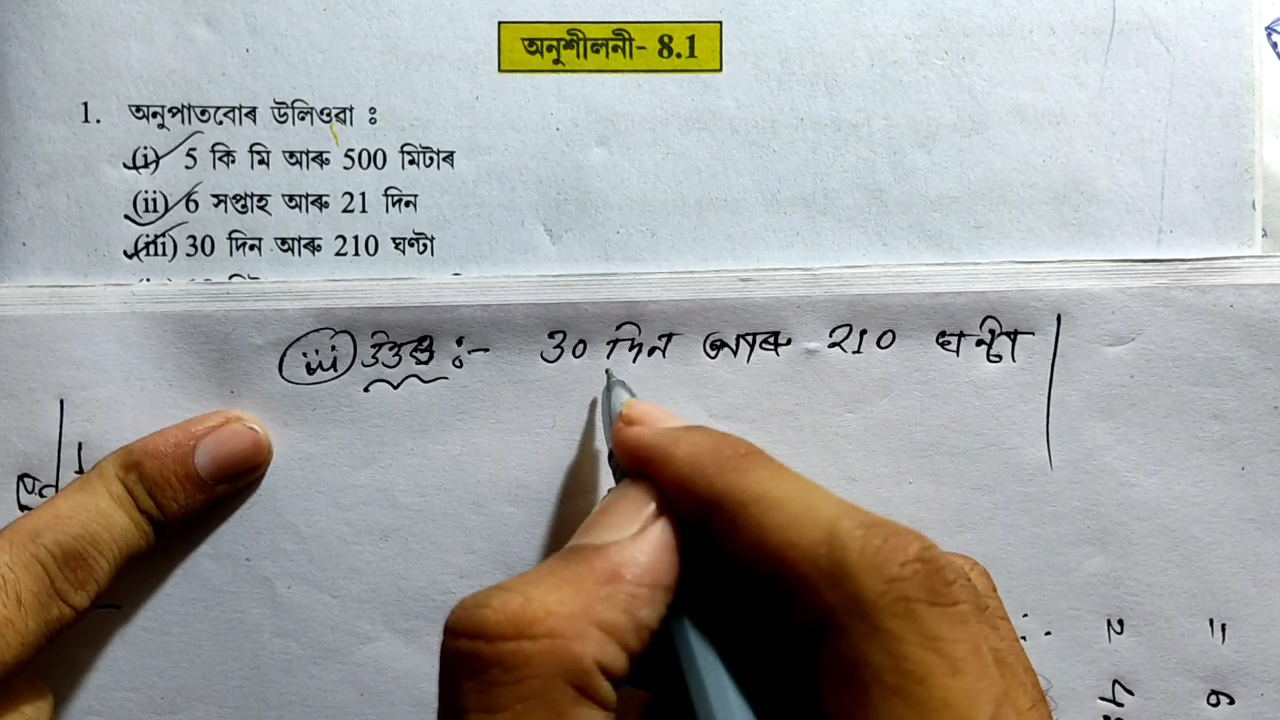 অনুশীলনী- 8.1
1. অনুপাতবোৰ উলিওৱা ঃ
(i) 5 কি মি আৰু 500 মিটাৰ
(ii) 6 সপ্তাহ আৰু 21 দিন
(iii) 30 দিন আৰু 210 ঘণ্টা
(iii) উত্তৰ :- 30 দিন আৰু 210 ঘন্টা